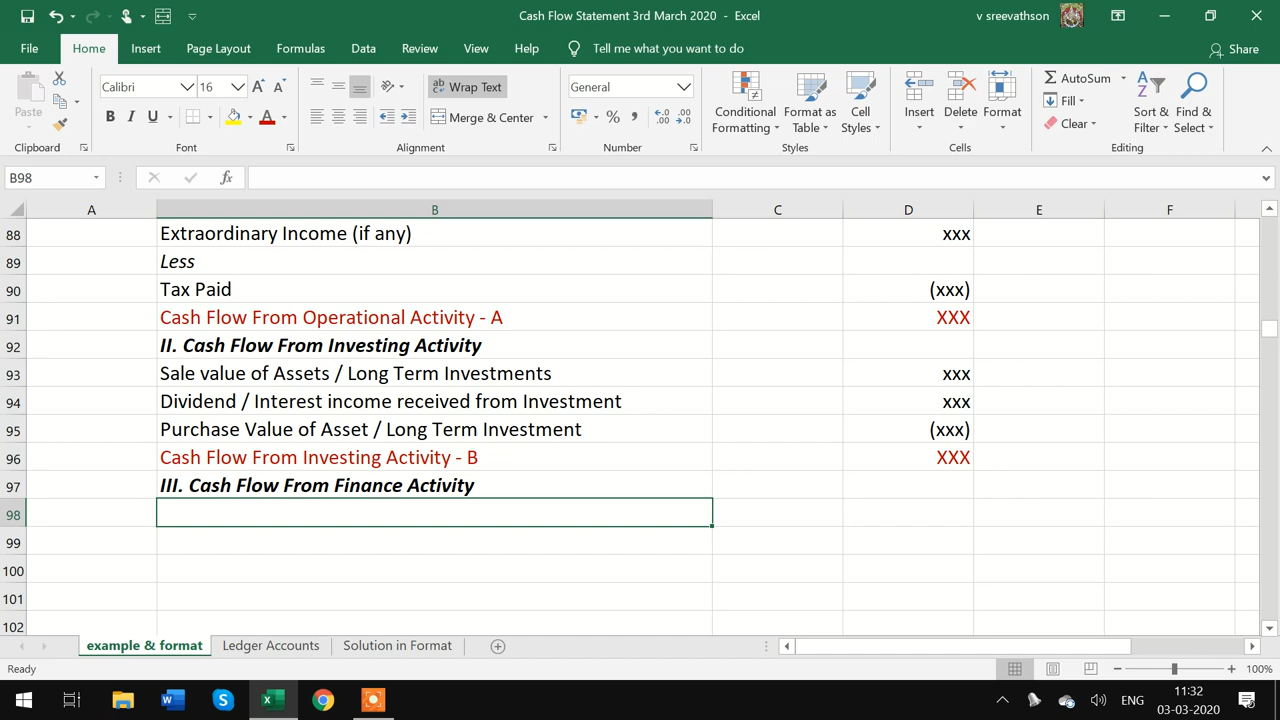 Cash Flow Statement 3rd March 2020 - Excel
v sreevathson
File Home Insert Page Layout Formulas Data Review View Help Tell me what you want to do Share
Paste
Clipboard
Calibri 16 A A
B I U A
Font
ab Wrap Text
Merge & Center
Alignment
General
% ,
Number
Conditional Formatting
Format as Table
Cell Styles
Styles
Insert Delete Format
Cells
AutoSum
Fill
Clear
Sort & Filter
Find & Select
Editing
B98 fx
A B C D E F
88 Extraordinary Income (if any) xxx
89 Less
90 Tax Paid (xxx)
91 Cash Flow From Operational Activity - A XXX
92 II. Cash Flow From Investing Activity
93 Sale value of Assets / Long Term Investments xxx
94 Dividend / Interest income received from Investment xxx
95 Purchase Value of Asset / Long Term Investment (xxx)
96 Cash Flow From Investing Activity - B XXX
97 III. Cash Flow From Finance Activity
98
99
100
101
102
example & format Ledger Accounts Solution in Format
Ready 100%
ENG 11:32
03-03-2020